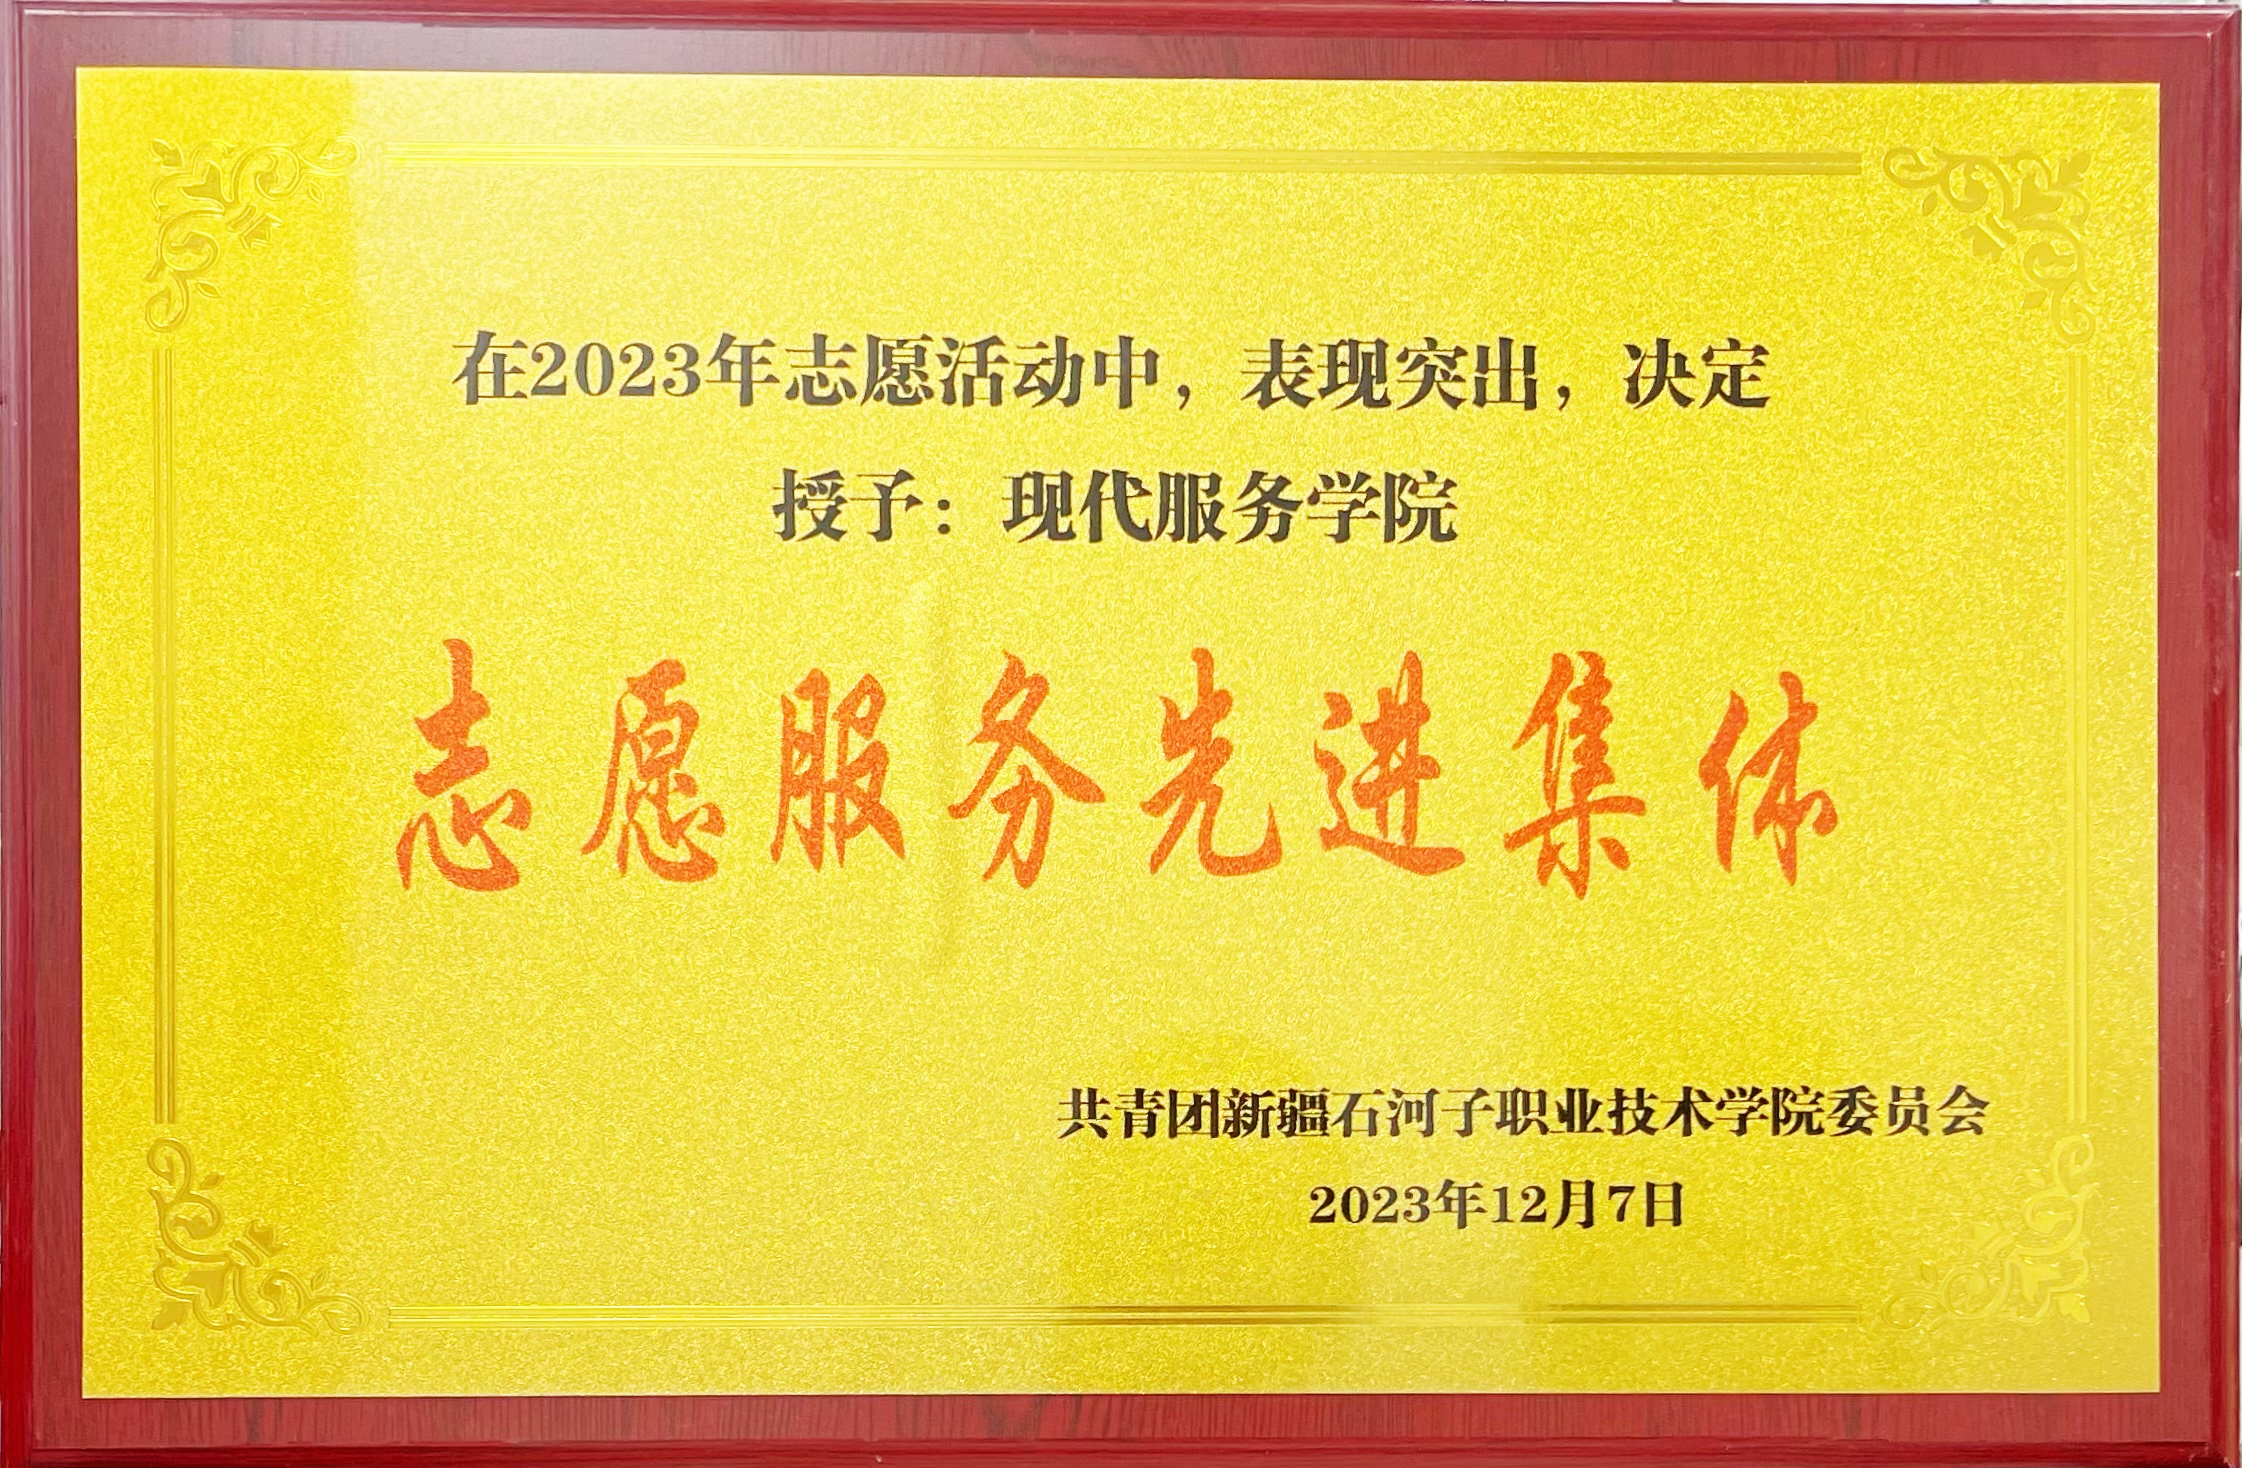 在2023年志愿活动中，表现突出，决定
授予：现代服务学院
志愿服务先进集体
共青团新疆石河子职业技术学院委员会
2023年12月7日